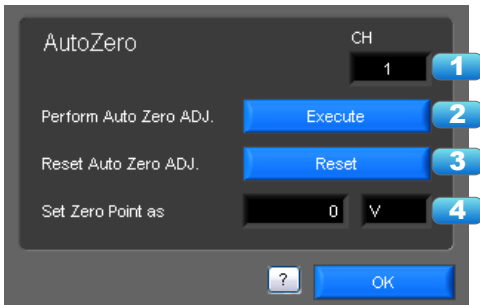 AutoZero
CH
1
1
Perform Auto Zero ADJ.
Execute
2
Reset Auto Zero ADJ.
Reset
3
Set Zero Point as
0
V
4
?
OK